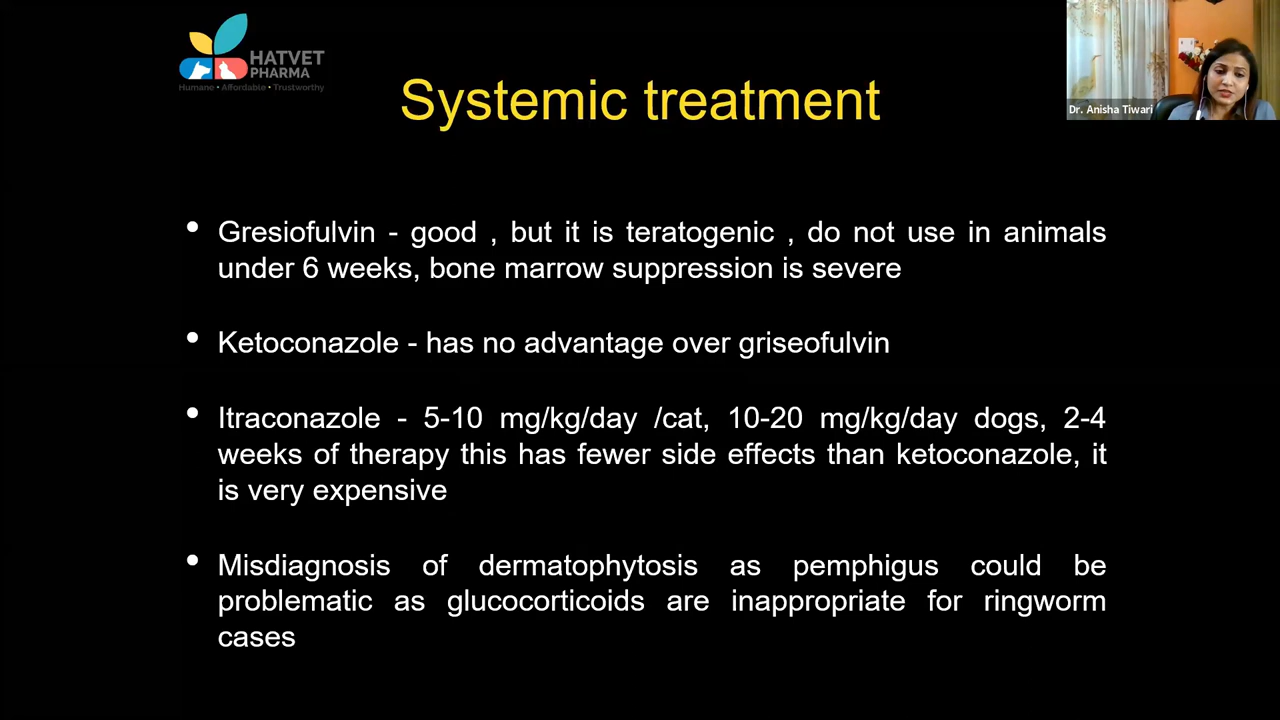 HATVET
PHARMA
Humane • Affordable • Trustworthy
Systemic treatment
Dr. Anisha Tiwari
• Gresiofulvin - good , but it is teratogenic , do not use in animals
under 6 weeks, bone marrow suppression is severe
• Ketoconazole - has no advantage over griseofulvin
• Itraconazole - 5-10 mg/kg/day /cat, 10-20 mg/kg/day dogs, 2-4
weeks of therapy this has fewer side effects than ketoconazole, it
is very expensive
• Misdiagnosis of dermatophytosis as pemphigus could be
problematic as glucocorticoids are inappropriate for ringworm
cases